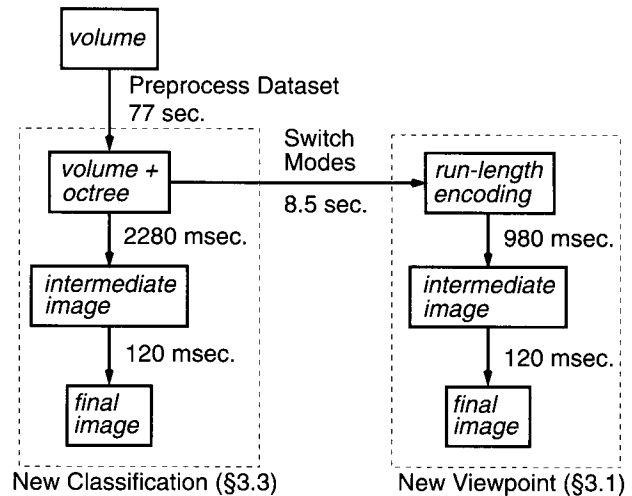 volume
Preprocess Dataset
77 sec.
Switch
Modes
8.5 sec.
volume +
octree
2280 msec.
intermediate
image
120 msec.
final
image
New Classification (§3.3)
run-length
encoding
980 msec.
intermediate
image
120 msec.
final
image
New Viewpoint (§3.1)